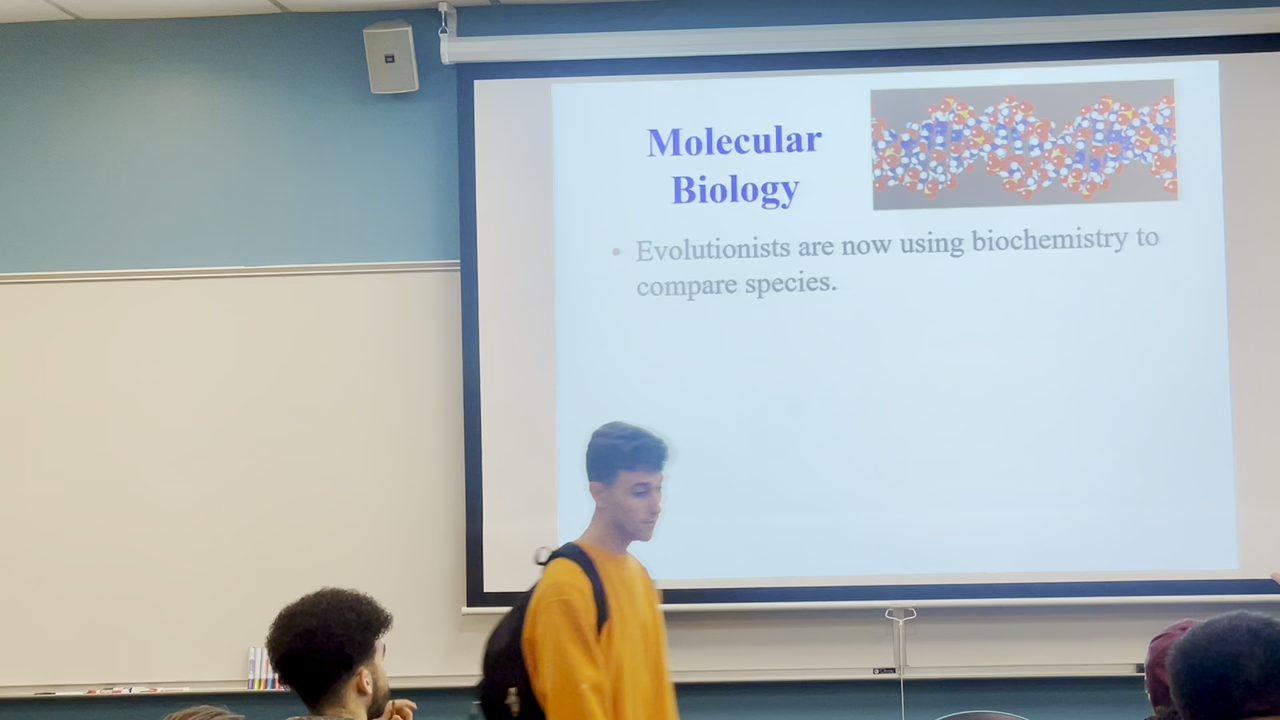 Molecular
Biology
• Evolutionists are now using biochemistry to
compare species.